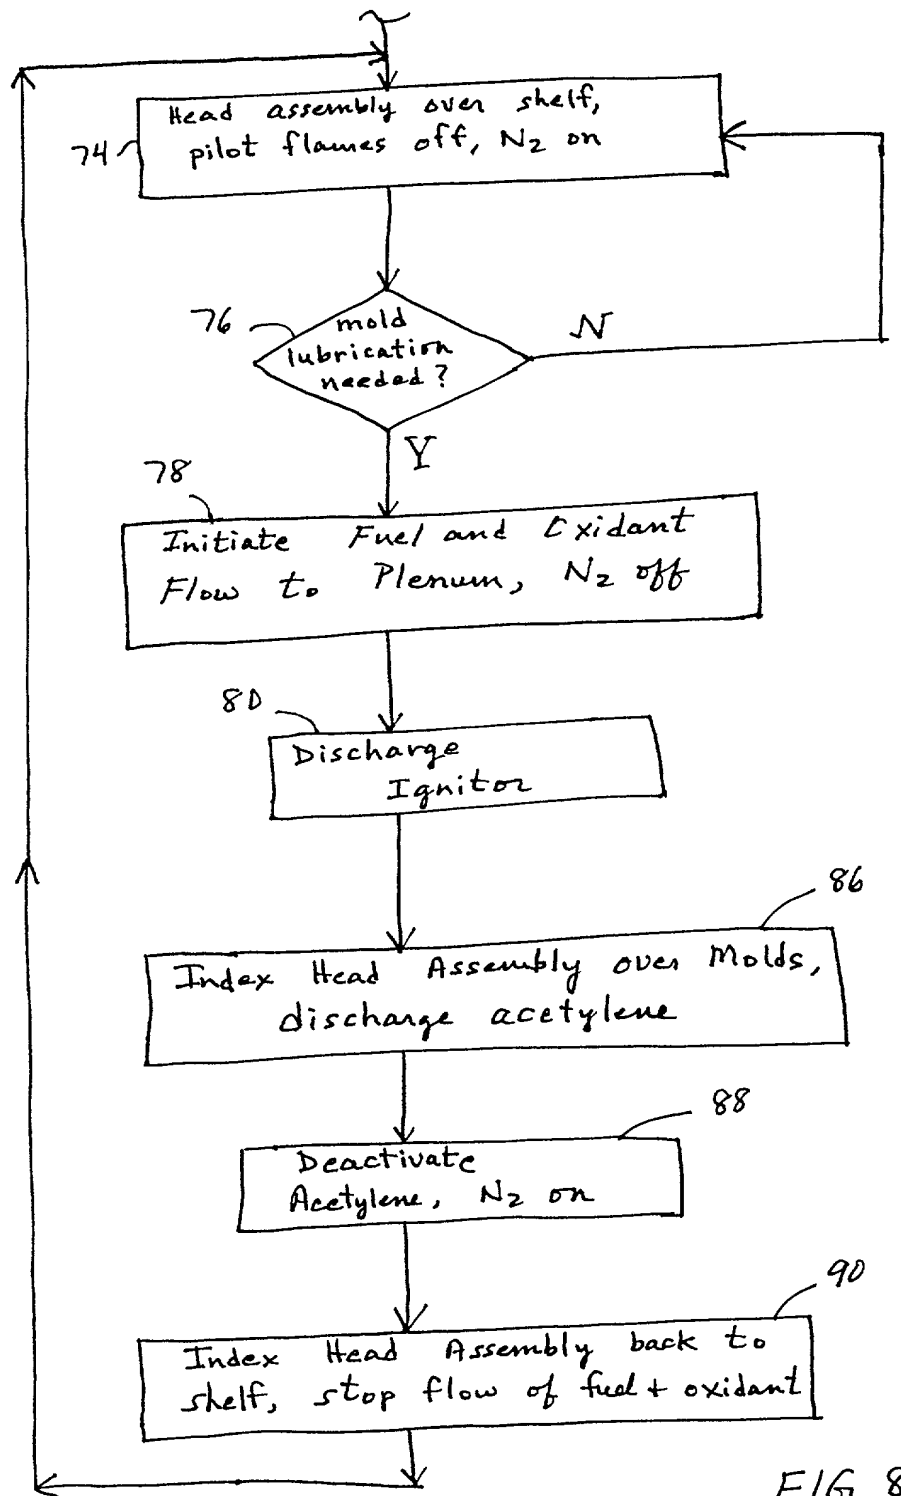 Head assembly over shelf,
pilot flames off, N2 on
74
76
mold
lubrication
needed?
N
Y
78
Initiate Fuel and Oxidant
Flow to Plenum, N2 off
80
Discharge
Ignitor
86
Index Head Assembly over Molds,
discharge acetylene
88
Deactivate
Acetylene, N2 on
90
Index Head Assembly back to
shelf, stop flow of fuel + oxidant
FIG 8